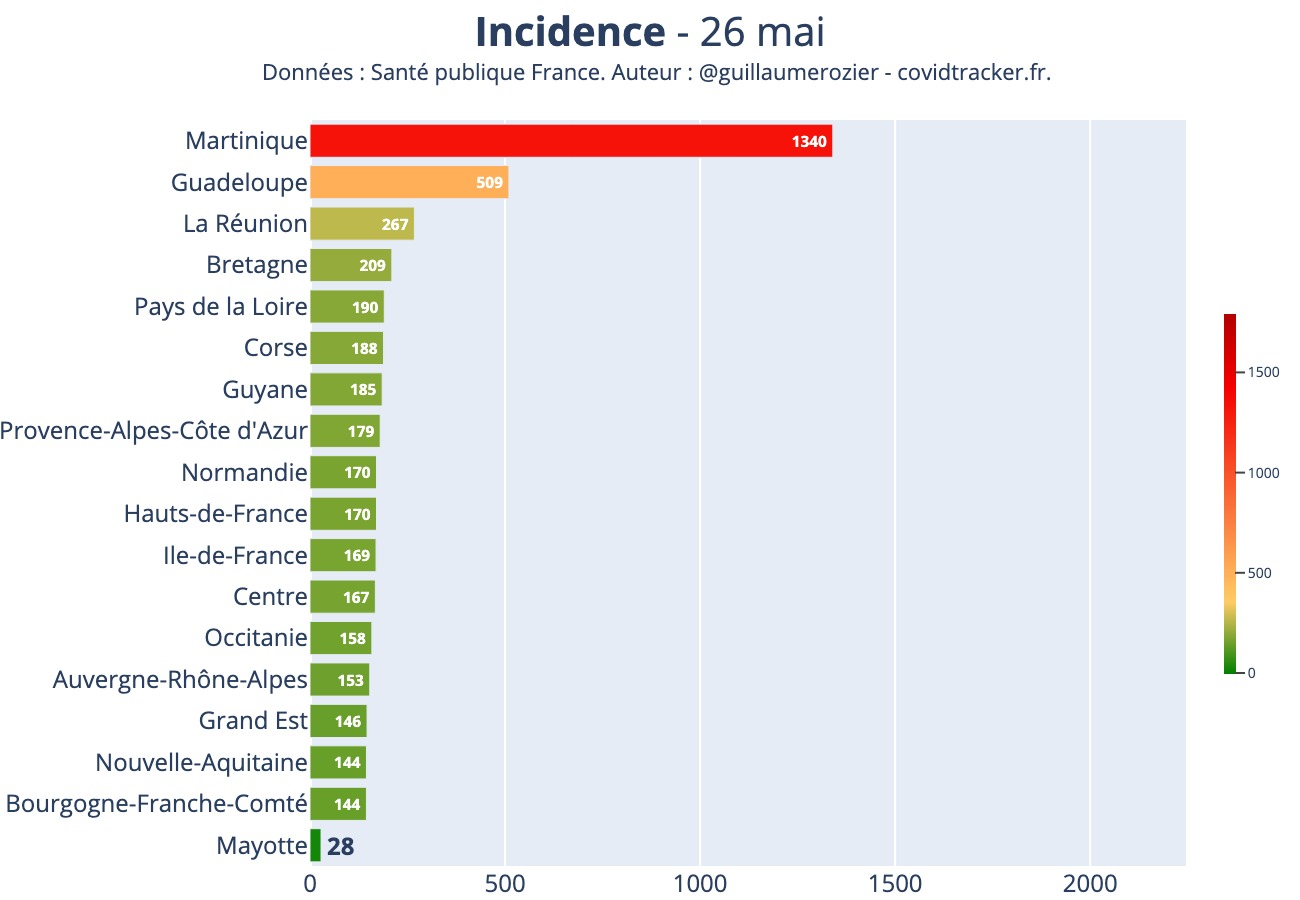 Incidence - 26 mai
Données : Santé publique France. Auteur : @guillaumerozier - covidtracker.fr.
Martinique 1340
Guadeloupe 509
La Réunion 267
Bretagne 209
Pays de la Loire 190
Corse 188
Guyane 185
Provence-Alpes-Côte d'Azur 179
Normandie 170
Hauts-de-France 170
Ile-de-France 169
Centre 167
Occitanie 158
Auvergne-Rhône-Alpes 153
Grand Est 146
Nouvelle-Aquitaine 144
Bourgogne-Franche-Comté 144
Mayotte 28
0 500 1000 1500 2000
1500
1000
500
0